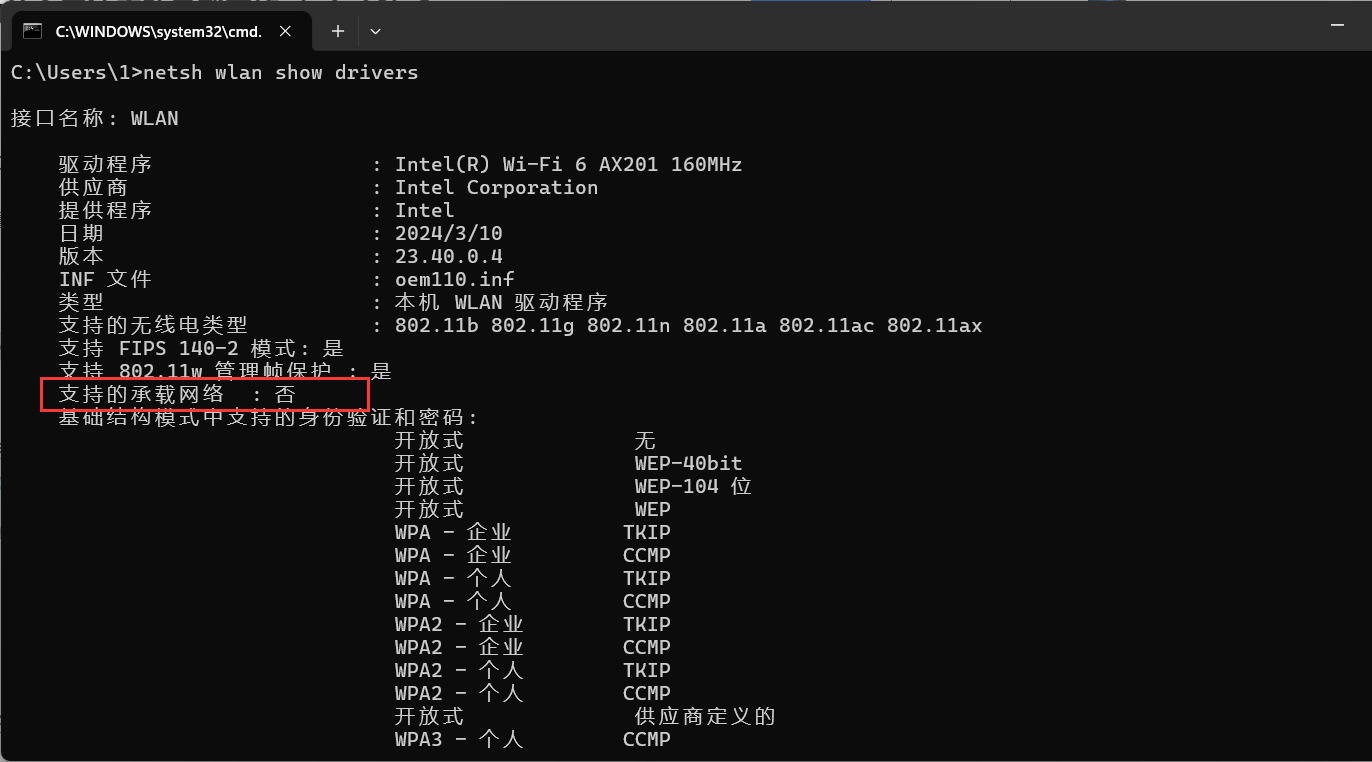 C:\WINDOWS\system32\cmd.
C:\Users\1>netsh wlan show drivers
接口名称: WLAN
驱动程序 : Intel(R) Wi-Fi 6 AX201 160MHz
供应商 : Intel Corporation
提供程序 : Intel
日期 : 2024/3/10
版本 : 23.40.0.4
INF 文件 : oem110.inf
类型 : 本机 WLAN 驱动程序
支持的无线电类型 : 802.11b 802.11g 802.11n 802.11a 802.11ac 802.11ax
支持 FIPS 140-2 模式: 是
支持 802.11w 管理帧保护 : 是
支持的承载网络 : 否
基础结构模式中支持的身份验证和密码:
开放式 无
开放式 WEP-40bit
开放式 WEP-104 位
开放式 WEP
WPA - 企业 TKIP
WPA - 企业 CCMP
WPA - 个人 TKIP
WPA - 个人 CCMP
WPA2 - 企业 TKIP
WPA2 - 企业 CCMP
WPA2 - 个人 TKIP
WPA2 - 个人 CCMP
开放式 供应商定义的
WPA3 - 个人 CCMP